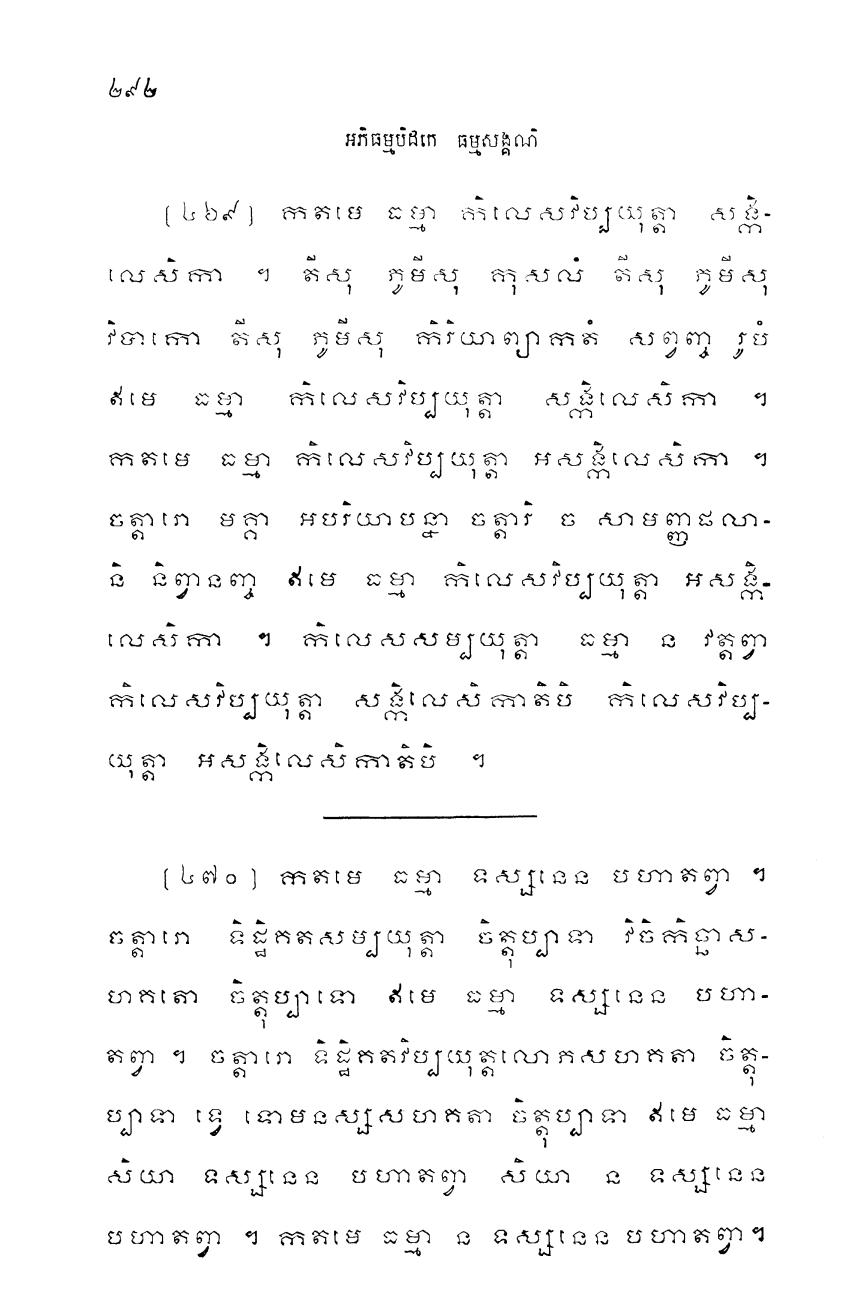 ២៩២
អភិធម្មបិដកេ ធម្មសង្គណិ
(៤៦៩) កតមេ ធម្មា កិលេសវិប្បយុត្តា សង្កិ-
លេសិកា ។ តីសុ ភូមីសុ កុសលំ តីសុ ភូមីសុ
វិបាកោ តីសុ ភូមីសុ កិរិយាព្យាកតំ សព្វញ្ច រូបំ
ឥមេ ធម្មា កិលេសវិប្បយុត្តា សង្កិលេសិកា ។
កតមេ ធម្មា កិលេសវិប្បយុត្តា អសង្កិលេសិកា ។
ចត្តារោ មគ្គា អបរិយាបន្នា ចត្តារិ ច សាមញ្ញផលា-
និ និព្វានញ្ច ឥមេ ធម្មា កិលេសវិប្បយុត្តា អសង្កិ-
លេសិកា ។ កិលេសសម្បយុត្តា ធម្មា ន វត្តព្វា
កិលេសវិប្បយុត្តា សង្កិលេសិកាតិបិ កិលេសវិប្ប-
យុត្តា អសង្កិលេសិកាតិបិ ។
(៤៧០) កតមេ ធម្មា ទស្សនេន បហាតព្វា ។
ចត្តារោ ទិដ្ឋិគតសម្បយុត្តា ចិត្តុប្បាទា វិចិកិច្ឆាស-
ហគតោ ចិត្តុប្បាទោ ឥមេ ធម្មា ទស្សនេន បហា-
តព្វា ។ ចត្តារោ ទិដ្ឋិគតវិប្បយុត្តលោភសហគតា ចិត្តុ-
ប្បាទា ទ្វេ ទោមនស្សសហគតា ចិត្តុប្បាទា ឥមេ ធម្មា
សិយា ទស្សនេន បហាតព្វា សិយា ន ទស្សនេន
បហាតព្វា ។ កតមេ ធម្មា ន ទស្សនេន បហាតព្វា។